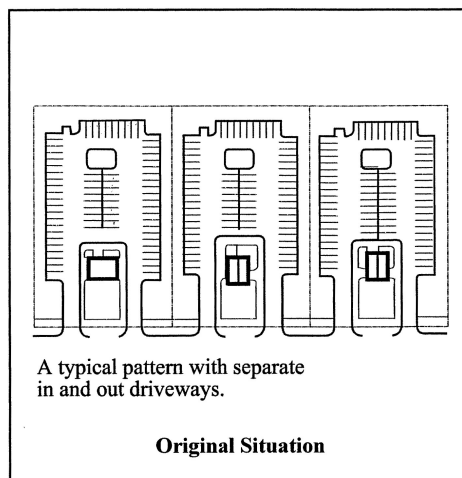 A typical pattern with separate
in and out driveways.
Original Situation